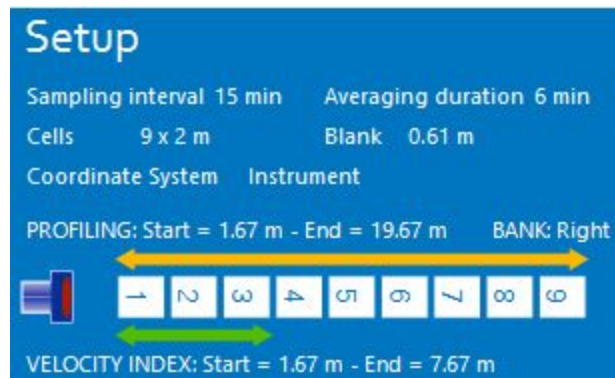 Setup
Sampling interval 15 min Averaging duration 6 min
Cells 9 x 2 m Blank 0.61 m
Coordinate System Instrument
PROFILING: Start = 1.67 m - End = 19.67 m BANK: Right
1 2 3 4 5 6 7 8 9
VELOCITY INDEX: Start = 1.67 m - End = 7.67 m